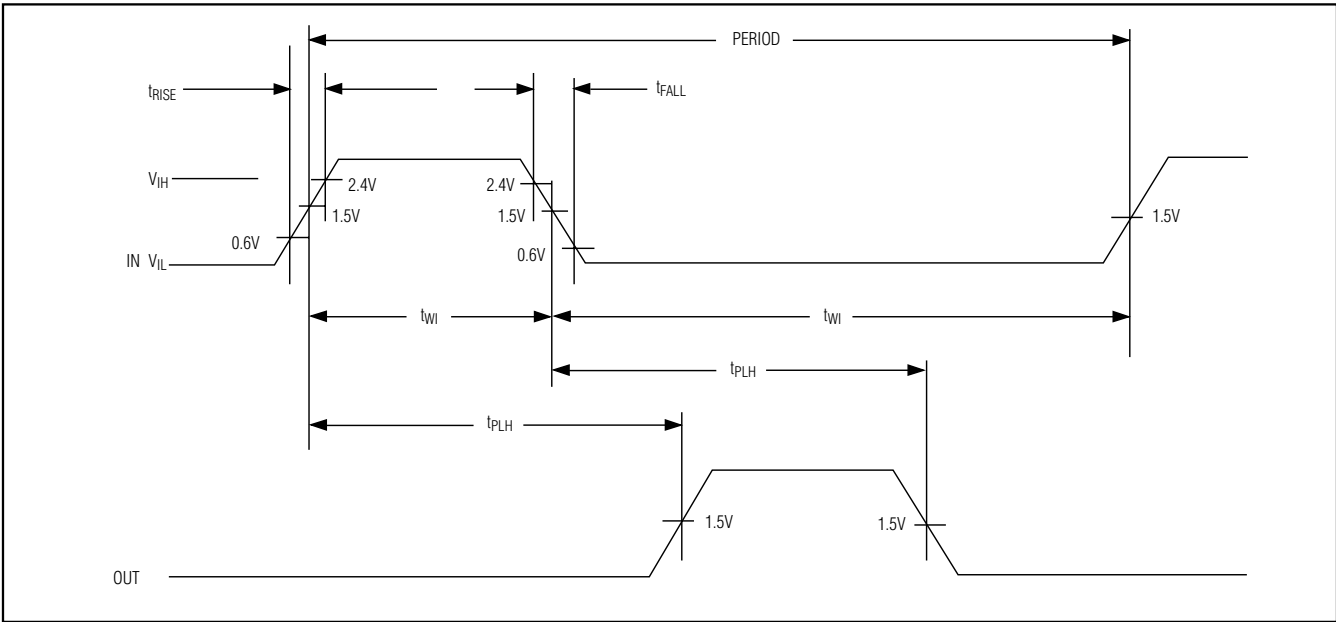 PERIOD
tRISE
tFALL
VIH
2.4V
2.4V
1.5V
1.5V
1.5V
0.6V
0.6V
IN VIL
tWI
tWI
tPLH
tPLH
1.5V
1.5V
OUT